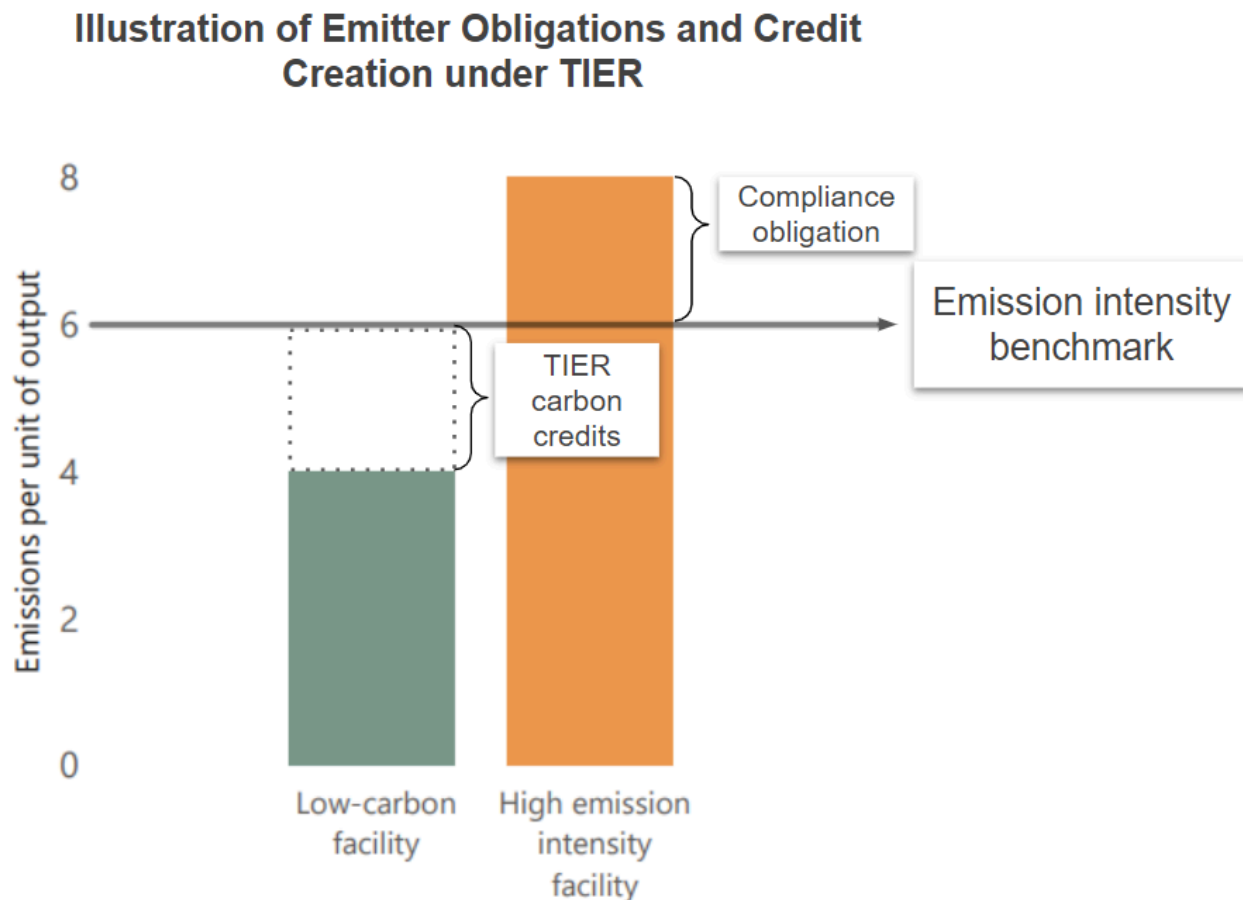 Illustration of Emitter Obligations and Credit
Creation under TIER
8
Compliance
obligation
Emission intensity
benchmark
6
TIER
carbon
credits
4
2
0
Emissions per unit of output
Low-carbon
facility
High emission
intensity
facility